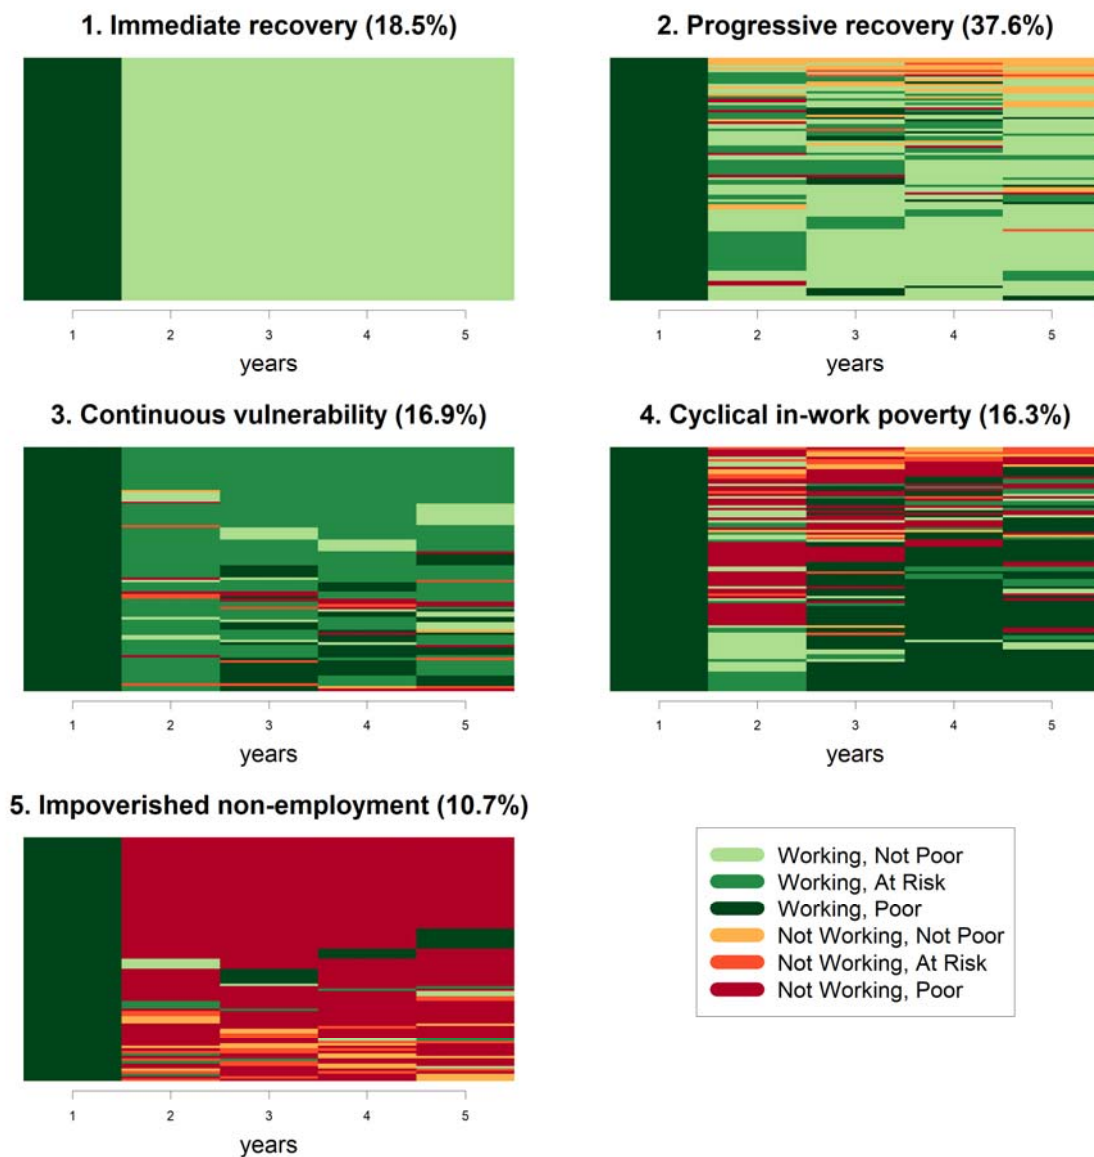 1. Immediate recovery (18.5%)
1 2 3 4 5
years
2. Progressive recovery (37.6%)
1 2 3 4 5
years
3. Continuous vulnerability (16.9%)
1 2 3 4 5
years
4. Cyclical in-work poverty (16.3%)
1 2 3 4 5
years
5. Impoverished non-employment (10.7%)
1 2 3 4 5
years
Working, Not Poor
Working, At Risk
Working, Poor
Not Working, Not Poor
Not Working, At Risk
Not Working, Poor